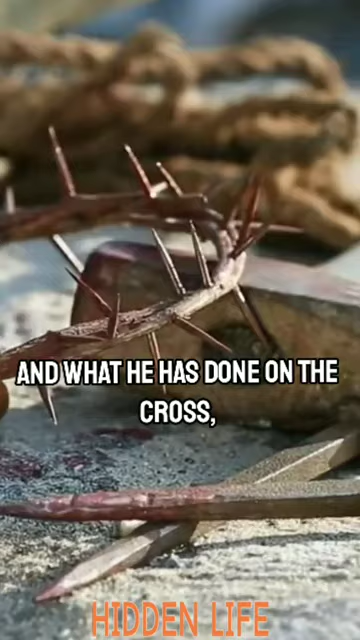 AND WHAT HE HAS DONE ON THE
CROSS,
HIDDEN LIFE